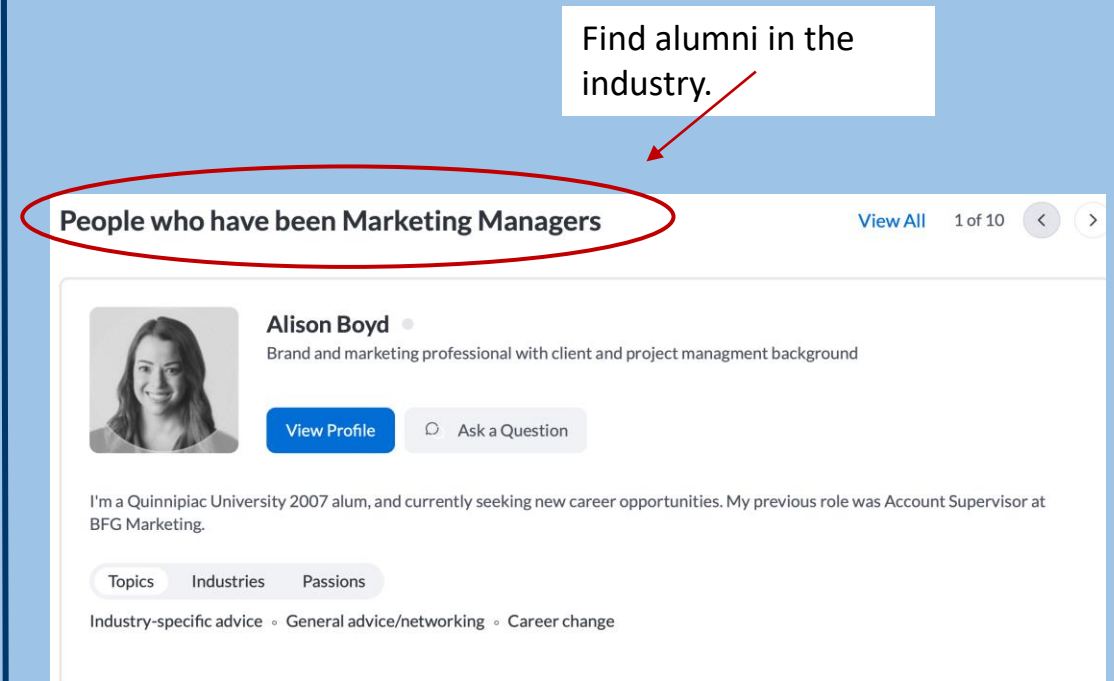 Find alumni in the
industry.
People who have been Marketing Managers
View All 1 of 10
Alison Boyd
Brand and marketing professional with client and project managment background
View Profile Ask a Question
I'm a Quinnipiac University 2007 alum, and currently seeking new career opportunities. My previous role was Account Supervisor at
BFG Marketing.
Topics Industries Passions
Industry-specific advice ◦ General advice/networking ◦ Career change